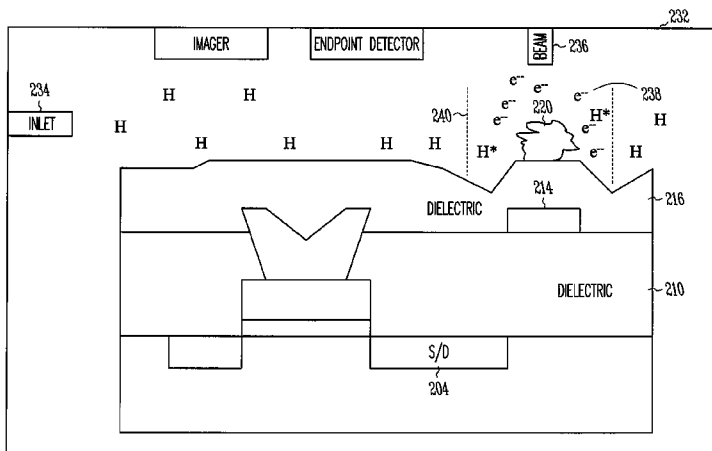 232
IMAGER
ENDPOINT DETECTOR
BEAM
236
234
INLET
H
H
H
H
H
H
H
H
240
e--
e--
e--
e--
e--
e--
e--
e--
220
238
H*
H*
H
H
DIELECTRIC
214
216
DIELECTRIC
210
S/D
204